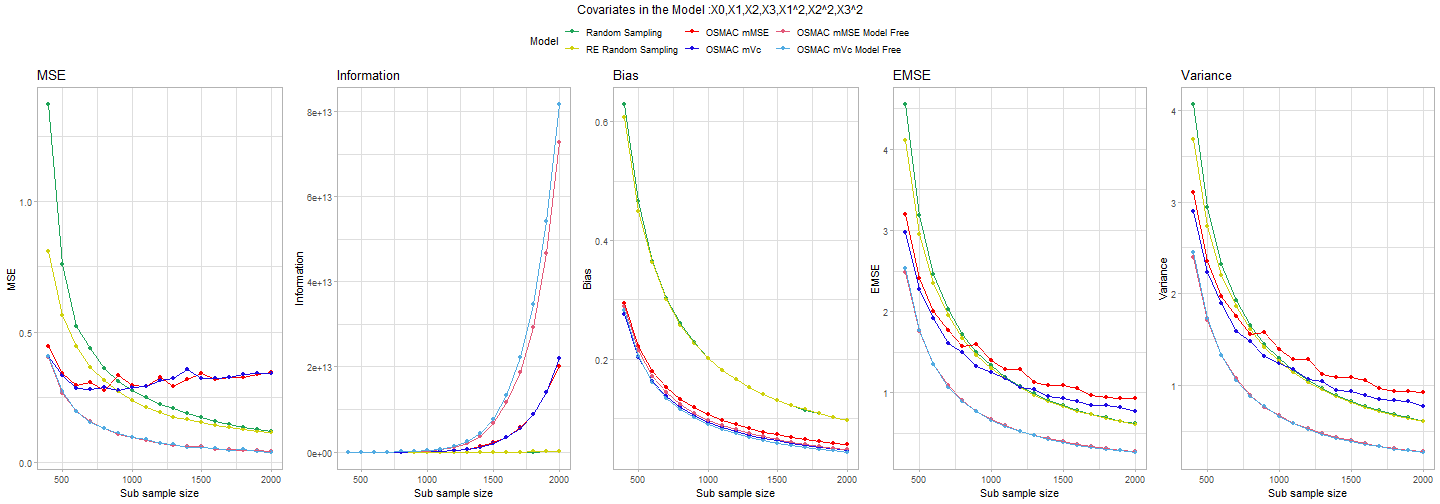 Covariates in the Model :X0,X1,X2,X3,X1^2,X2^2,X3^2
Model
Random Sampling
OSMAC mMSE
OSMAC mMSE Model Free
RE Random Sampling
OSMAC mVc
OSMAC mVc Model Free
MSE
MSE
1.0
0.5
0.0
500
1000
1500
2000
Sub sample size
Information
Information
8e+13
6e+13
4e+13
2e+13
0e+00
500
1000
1500
2000
Sub sample size
Bias
Bias
0.6
0.4
0.2
500
1000
1500
2000
Sub sample size
EMSE
EMSE
4
3
2
1
500
1000
1500
2000
Sub sample size
Variance
Variance
4
3
2
1
500
1000
1500
2000
Sub sample size